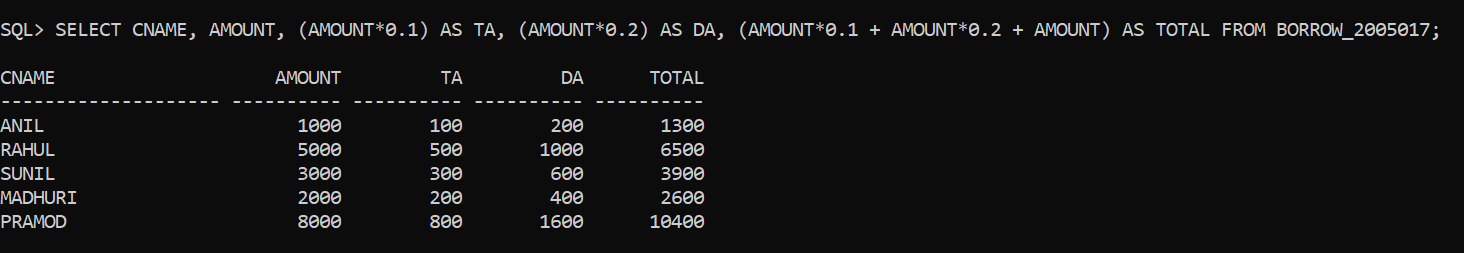 SQL> SELECT CNAME, AMOUNT, (AMOUNT*0.1) AS TA, (AMOUNT*0.2) AS DA, (AMOUNT*0.1 + AMOUNT*0.2 + AMOUNT) AS TOTAL FROM BORROW_2005017;
CNAME                    AMOUNT         TA         DA      TOTAL
-------------------- ---------- ---------- ---------- ----------
ANIL                       1000        100        200       1300
RAHUL                      5000        500       1000       6500
SUNIL                      3000        300        600       3900
MADHURI                    2000        200        400       2600
PRAMOD                     8000        800       1600      10400